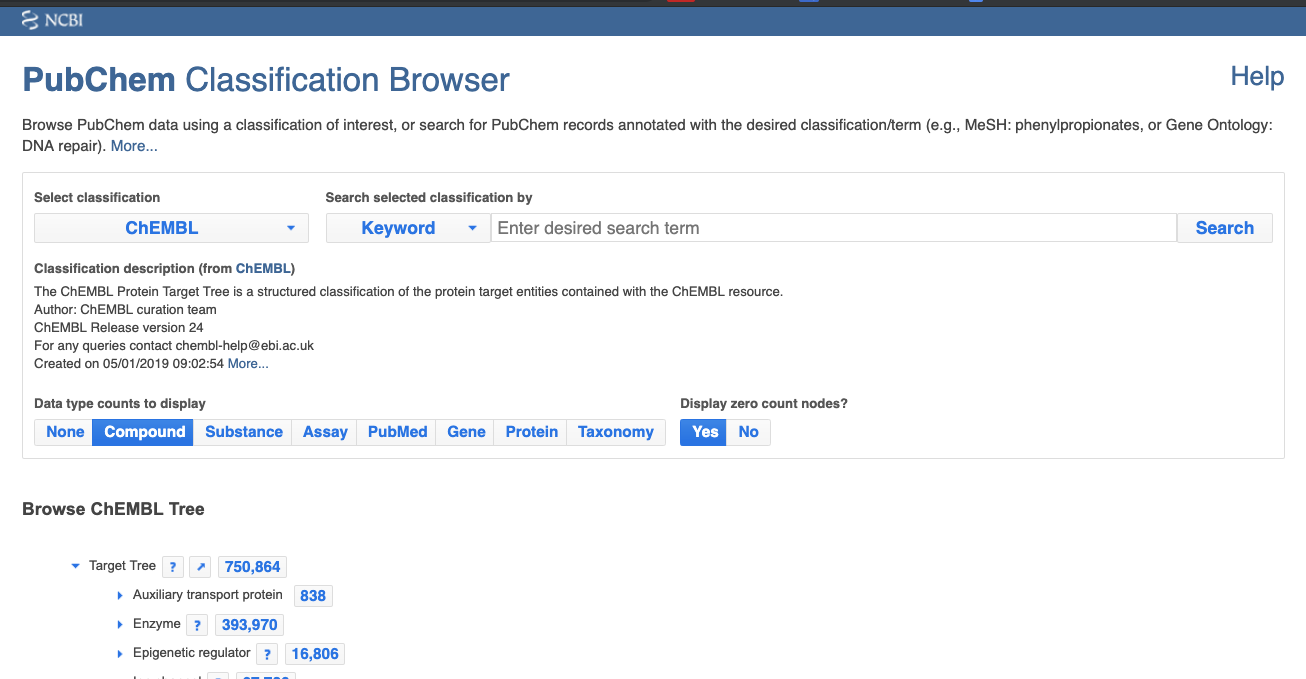 NCBI
PubChem Classification Browser
Help
Browse PubChem data using a classification of interest, or search for PubChem records annotated with the desired classification/term (e.g., MeSH: phenylpropionates, or Gene Ontology:
DNA repair). More...
Select classification
Search selected classification by
ChEMBL
Keyword
Enter desired search term
Search
Classification description (from ChEMBL)
The ChEMBL Protein Target Tree is a structured classification of the protein target entities contained with the ChEMBL resource.
Author: ChEMBL curation team
ChEMBL Release version 24
For any queries contact chembl-help@ebi.ac.uk
Created on 05/01/2019 09:02:54 More...
Data type counts to display
Display zero count nodes?
None Compound Substance Assay PubMed Gene Protein Taxonomy
Yes No
Browse ChEMBL Tree
Target Tree ? 750,864
Auxiliary transport protein 838
Enzyme ? 393,970
Epigenetic regulator ? 16,806